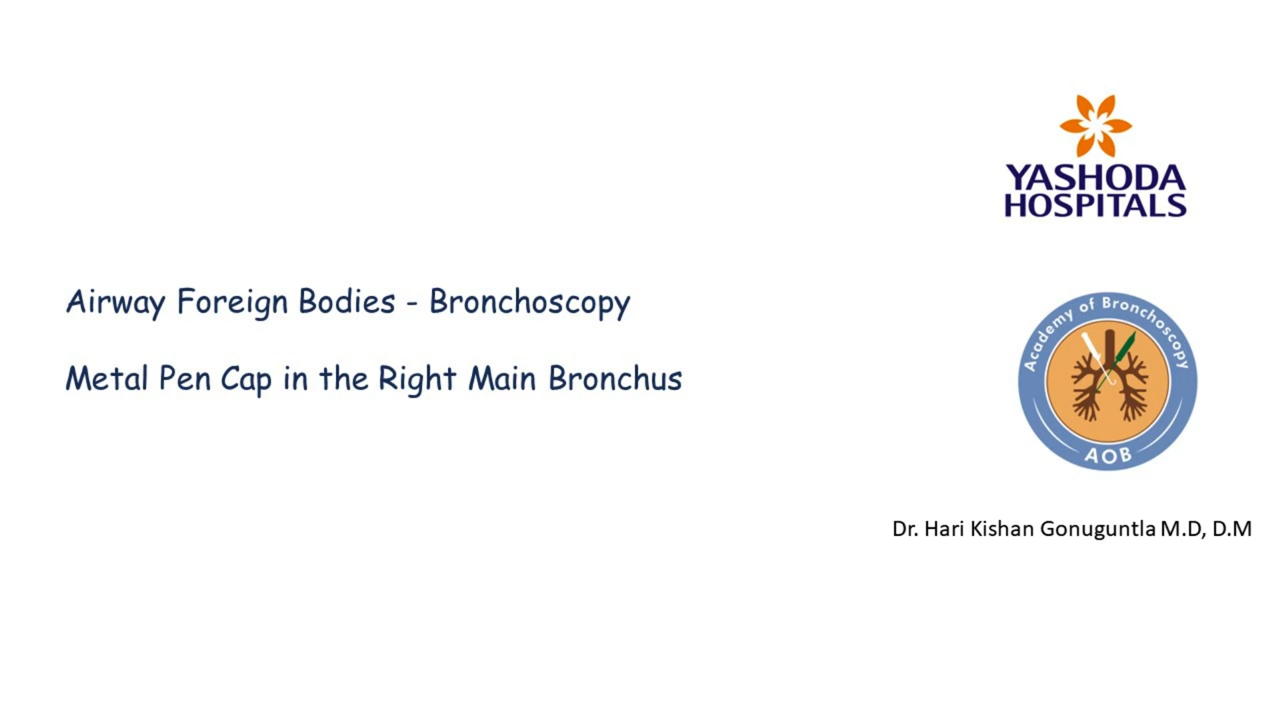 YASHODA
HOSPITALS
Airway Foreign Bodies - Bronchoscopy
Metal Pen Cap in the Right Main Bronchus
Academy of Bronchoscopy
AOB
Dr. Hari Kishan Gonuguntla M.D, D.M